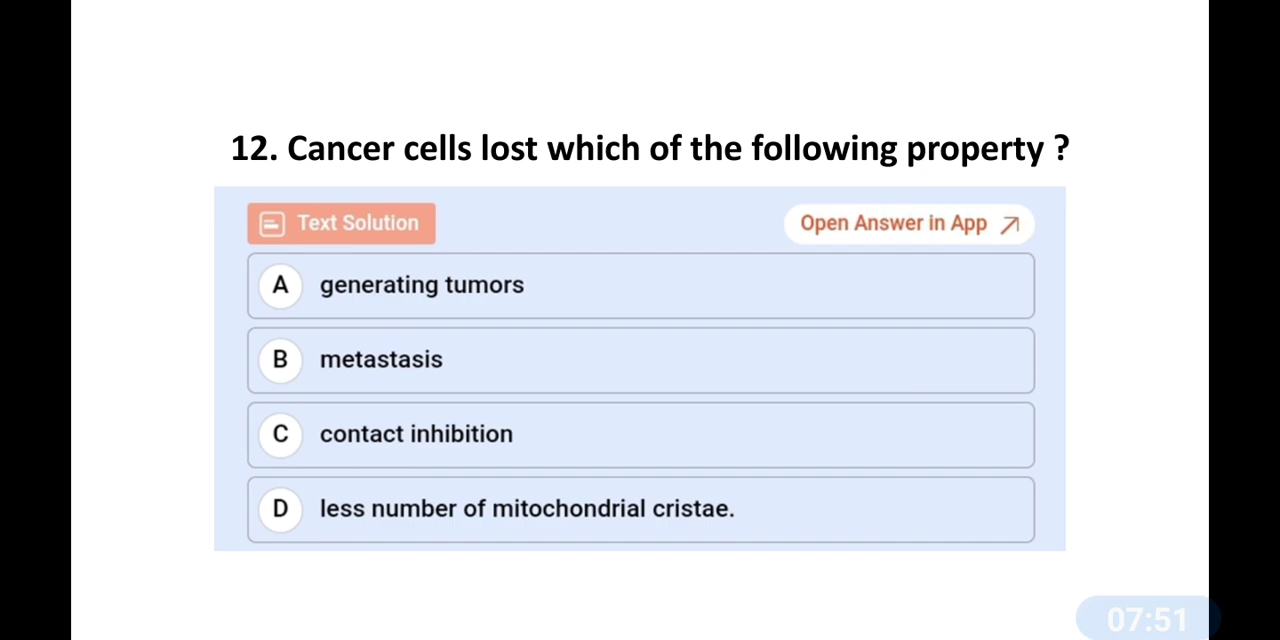 12. Cancer cells lost which of the following property ?
Text Solution
Open Answer in App
A generating tumors
B metastasis
C contact inhibition
D less number of mitochondrial cristae.
07:51